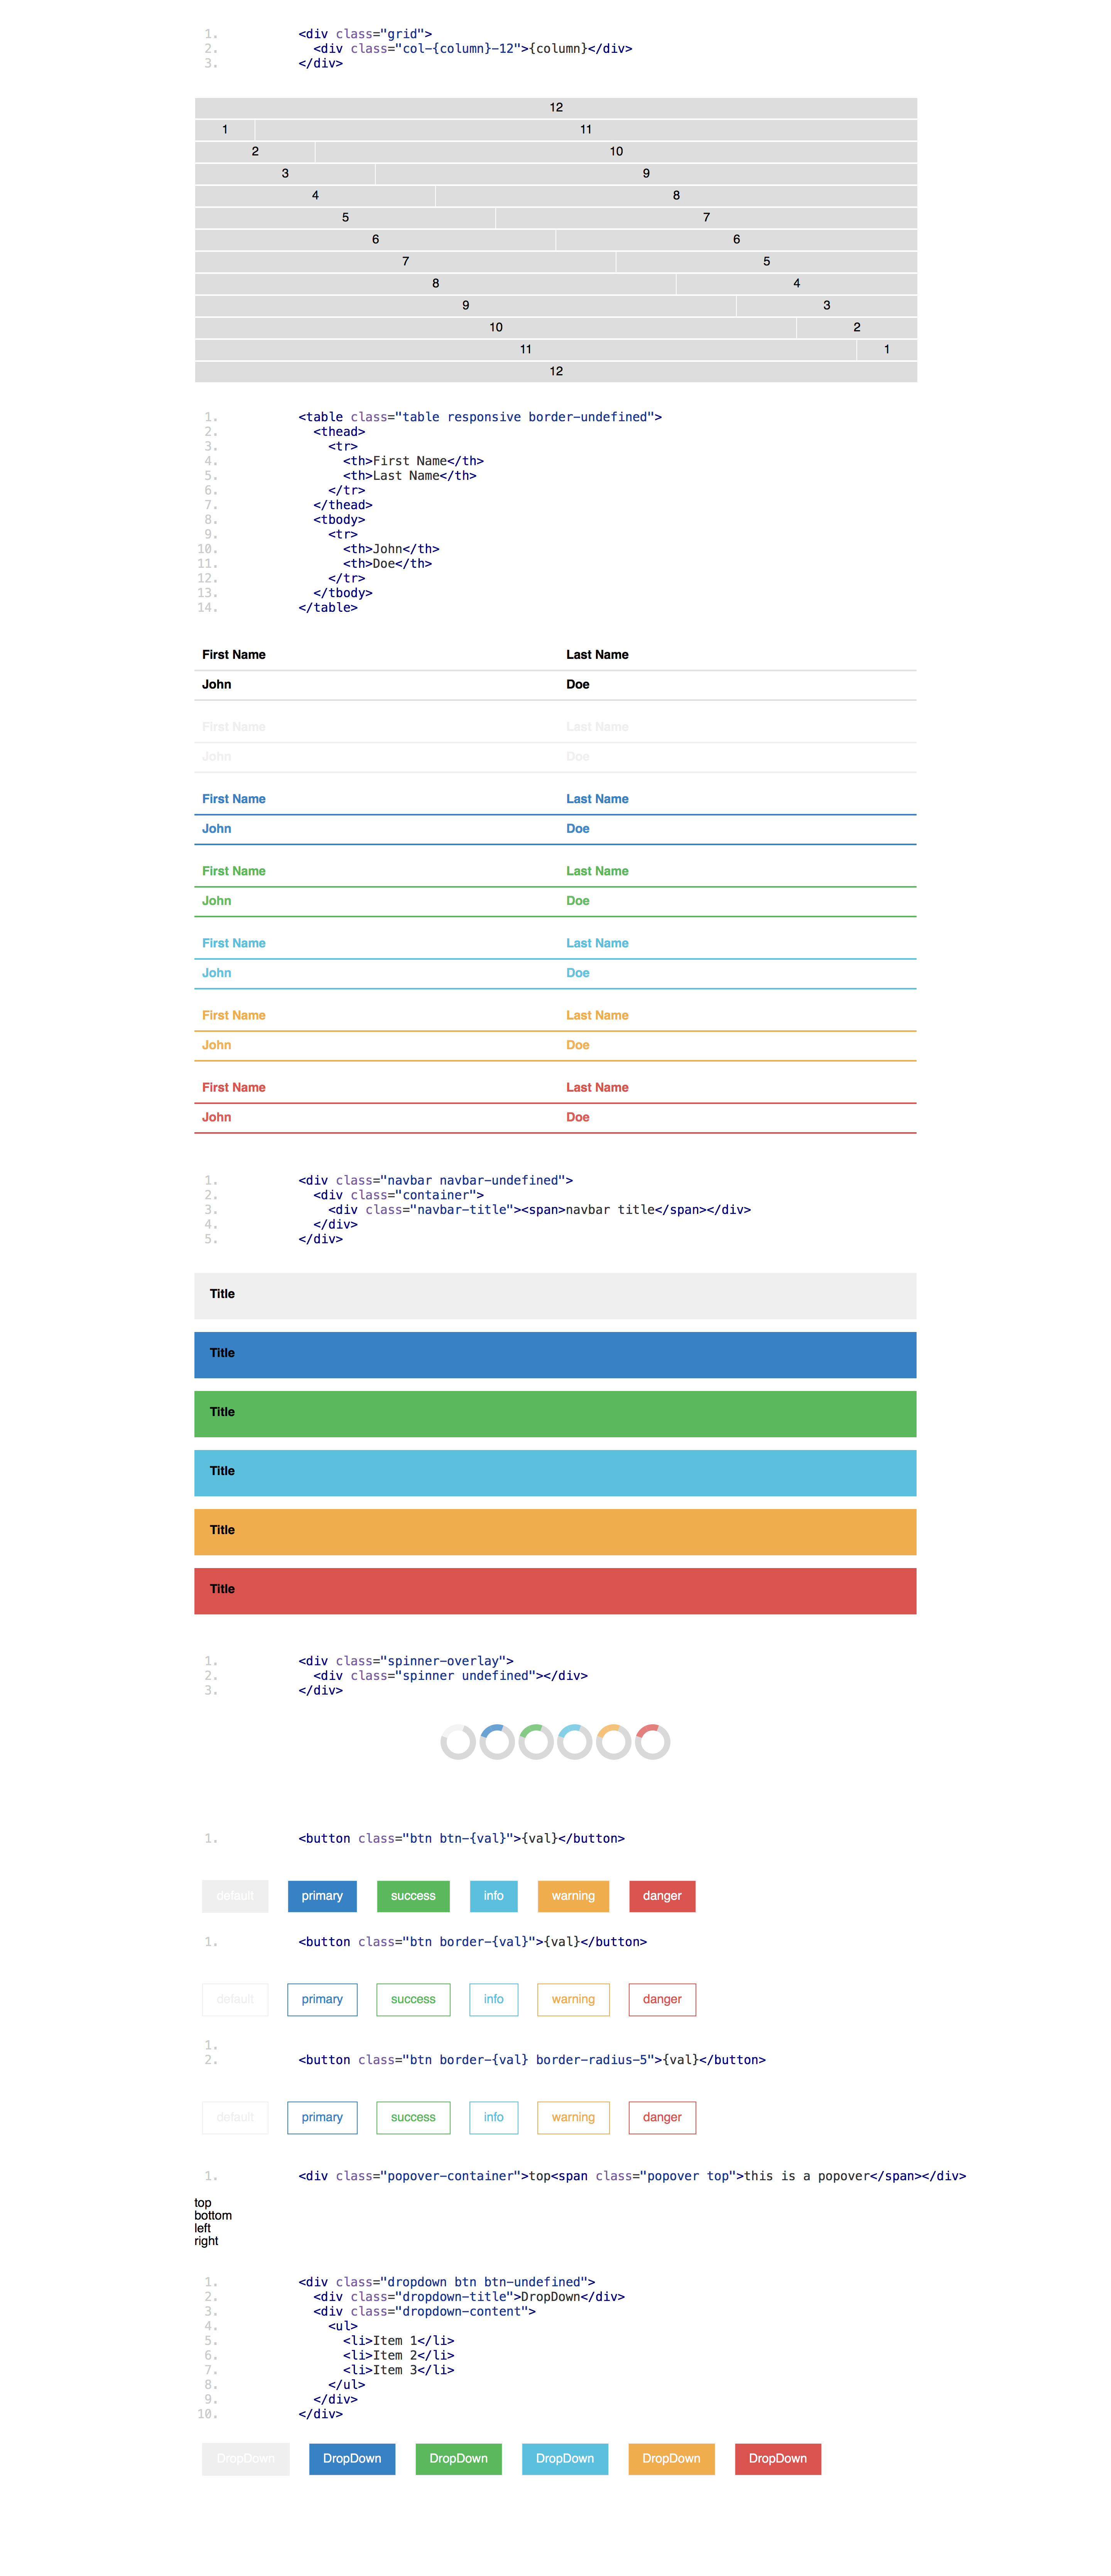 1. <div class="grid">
2. <div class="col-{column}-12">{column}</div>
3. </div>
12
1 11
2 10
3 9
4 8
5 7
6 6
7 5
8 4
9 3
10 2
11 1
12
1. <table class="table responsive border-undefined">
2. <thead>
3. <tr>
4. <th>First Name</th>
5. <th>Last Name</th>
6. </tr>
7. </thead>
8. <tbody>
9. <tr>
10. <th>John</th>
11. <th>Doe</th>
12. </tr>
13. </tbody>
14. </table>
First Name Last Name
John Doe
First Name Last Name
John Doe
First Name Last Name
John Doe
First Name Last Name
John Doe
First Name Last Name
John Doe
First Name Last Name
John Doe
First Name Last Name
John Doe
1. <div class="navbar navbar-undefined">
2. <div class="container">
3. <div class="navbar-title"><span>navbar title</span></div>
4. </div>
5. </div>
Title
Title
Title
Title
Title
Title
1. <div class="spinner-overlay">
2. <div class="spinner undefined"></div>
3. </div>
1. <button class="btn btn-{val}">{val}</button>
default primary success info warning danger
1. <button class="btn border-{val}">{val}</button>
default primary success info warning danger
1.
2. <button class="btn border-{val} border-radius-5">{val}</button>
default primary success info warning danger
1. <div class="popover-container">top<span class="popover top">this is a popover</span></div>
top
bottom
left
right
1. <div class="dropdown btn btn-undefined">
2. <div class="dropdown-title">DropDown</div>
3. <div class="dropdown-content">
4. <ul>
5. <li>Item 1</li>
6. <li>Item 2</li>
7. <li>Item 3</li>
8. </ul>
9. </div>
10. </div>
DropDown DropDown DropDown DropDown DropDown DropDown